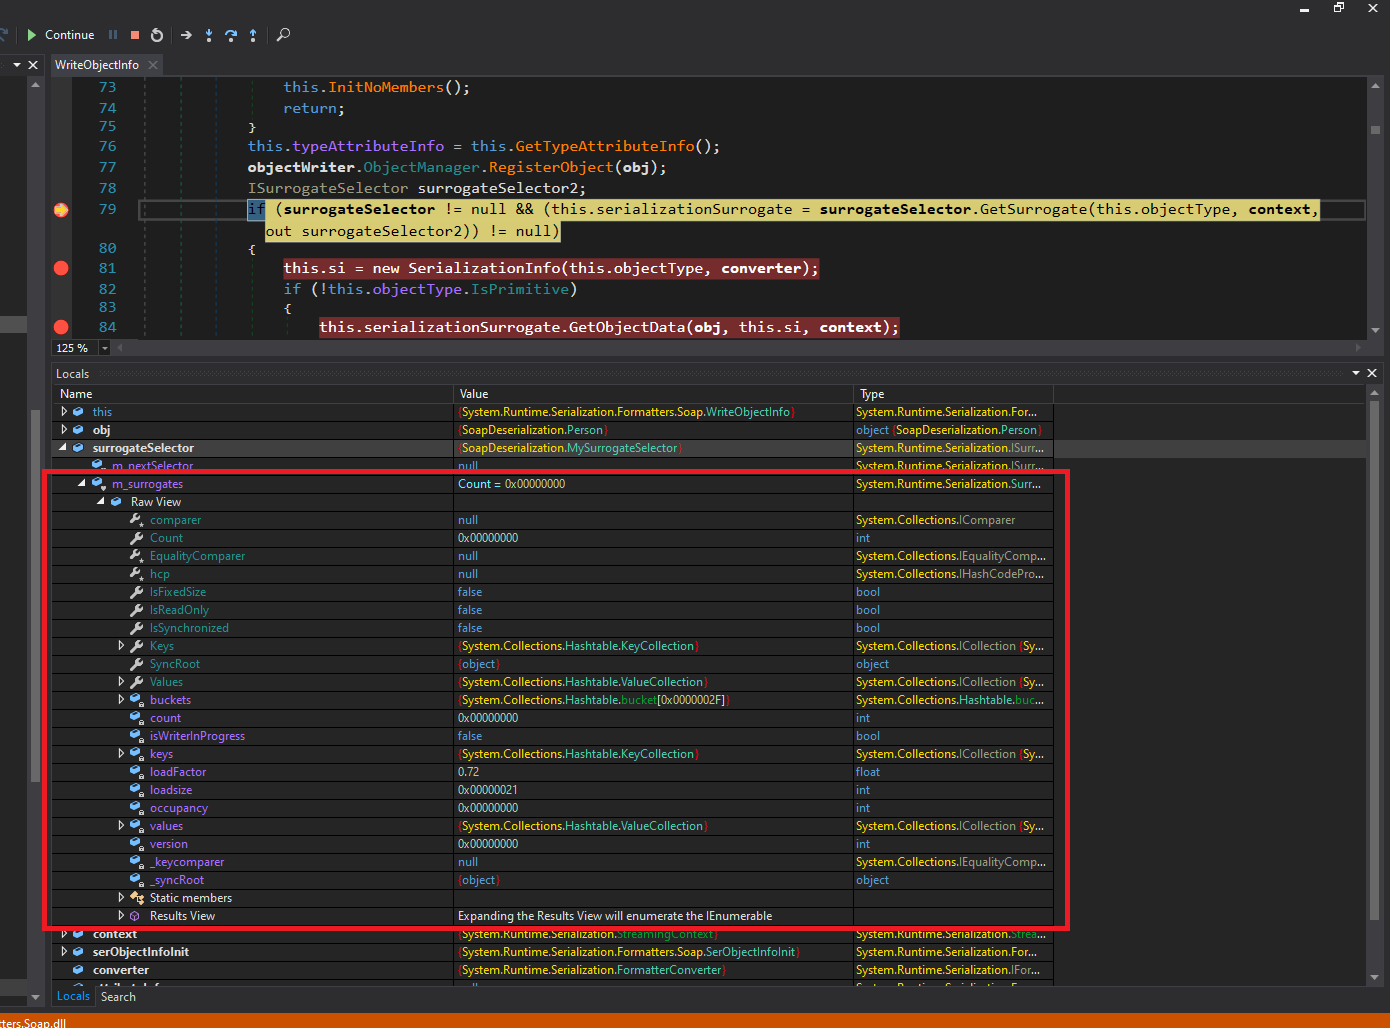 Continue
WriteObjectInfo
73 this.InitNoMembers();
74 return;
75 }
76 this.typeAttributeInfo = this.GetTypeAttributeInfo();
77 objectWriter.ObjectManager.RegisterObject(obj);
78 ISurrogateSelector surrogateSelector2;
79 if (surrogateSelector != null && (this.serializationSurrogate = surrogateSelector.GetSurrogate(this.objectType, context,
out surrogateSelector2)) != null)
80 {
81 this.si = new SerializationInfo(this.objectType, converter);
82 if (!this.objectType.IsPrimitive)
83 {
84 this.serializationSurrogate.GetObjectData(obj, this.si, context);
125 %
Locals
Name Value Type
this {System.Runtime.Serialization.Formatters.Soap.WriteObjectInfo} System.Runtime.Serialization.For...
obj {SoapDeserialization.Person} object {SoapDeserialization.Person}
surrogateSelector {SoapDeserialization.MySurrogateSelector} System.Runtime.Serialization.ISurr...
m_nextSelector null System.Runtime.Serialization.ISurr...
m_surrogates Count = 0x00000000 System.Runtime.Serialization.Surr...
Raw View
comparer null System.Collections.IComparer
Count 0x00000000 int
EqualityComparer null System.Collections.IEqualityComp...
hcp null System.Collections.IHashCodePro...
IsFixedSize false bool
IsReadOnly false bool
IsSynchronized false bool
Keys {System.Collections.Hashtable.KeyCollection} System.Collections.ICollection {Sy...
SyncRoot {object} object
Values {System.Collections.Hashtable.ValueCollection} System.Collections.ICollection {Sy...
buckets {System.Collections.Hashtable.bucket[0x0000002F]} System.Collections.Hashtable.buc...
count 0x00000000 int
isWriterInProgress false bool
keys {System.Collections.Hashtable.KeyCollection} System.Collections.ICollection {Sy...
loadFactor 0.72 float
loadsize 0x00000021 int
occupancy 0x00000000 int
values {System.Collections.Hashtable.ValueCollection} System.Collections.ICollection {Sy...
version 0x00000000 int
_keycomparer null System.Collections.IEqualityComp...
_syncRoot {object} object
Static members
Results View Expanding the Results View will enumerate the IEnumerable
context {System.Runtime.Serialization.StreamingContext} System.Runtime.Serialization.Strea...
serObjectInfoInit {System.Runtime.Serialization.Formatters.Soap.SerObjectInfoInit} System.Runtime.Serialization.For...
converter {System.Runtime.Serialization.FormatterConverter} System.Runtime.Serialization.IFor...
Locals Search
tters.Soap.dll